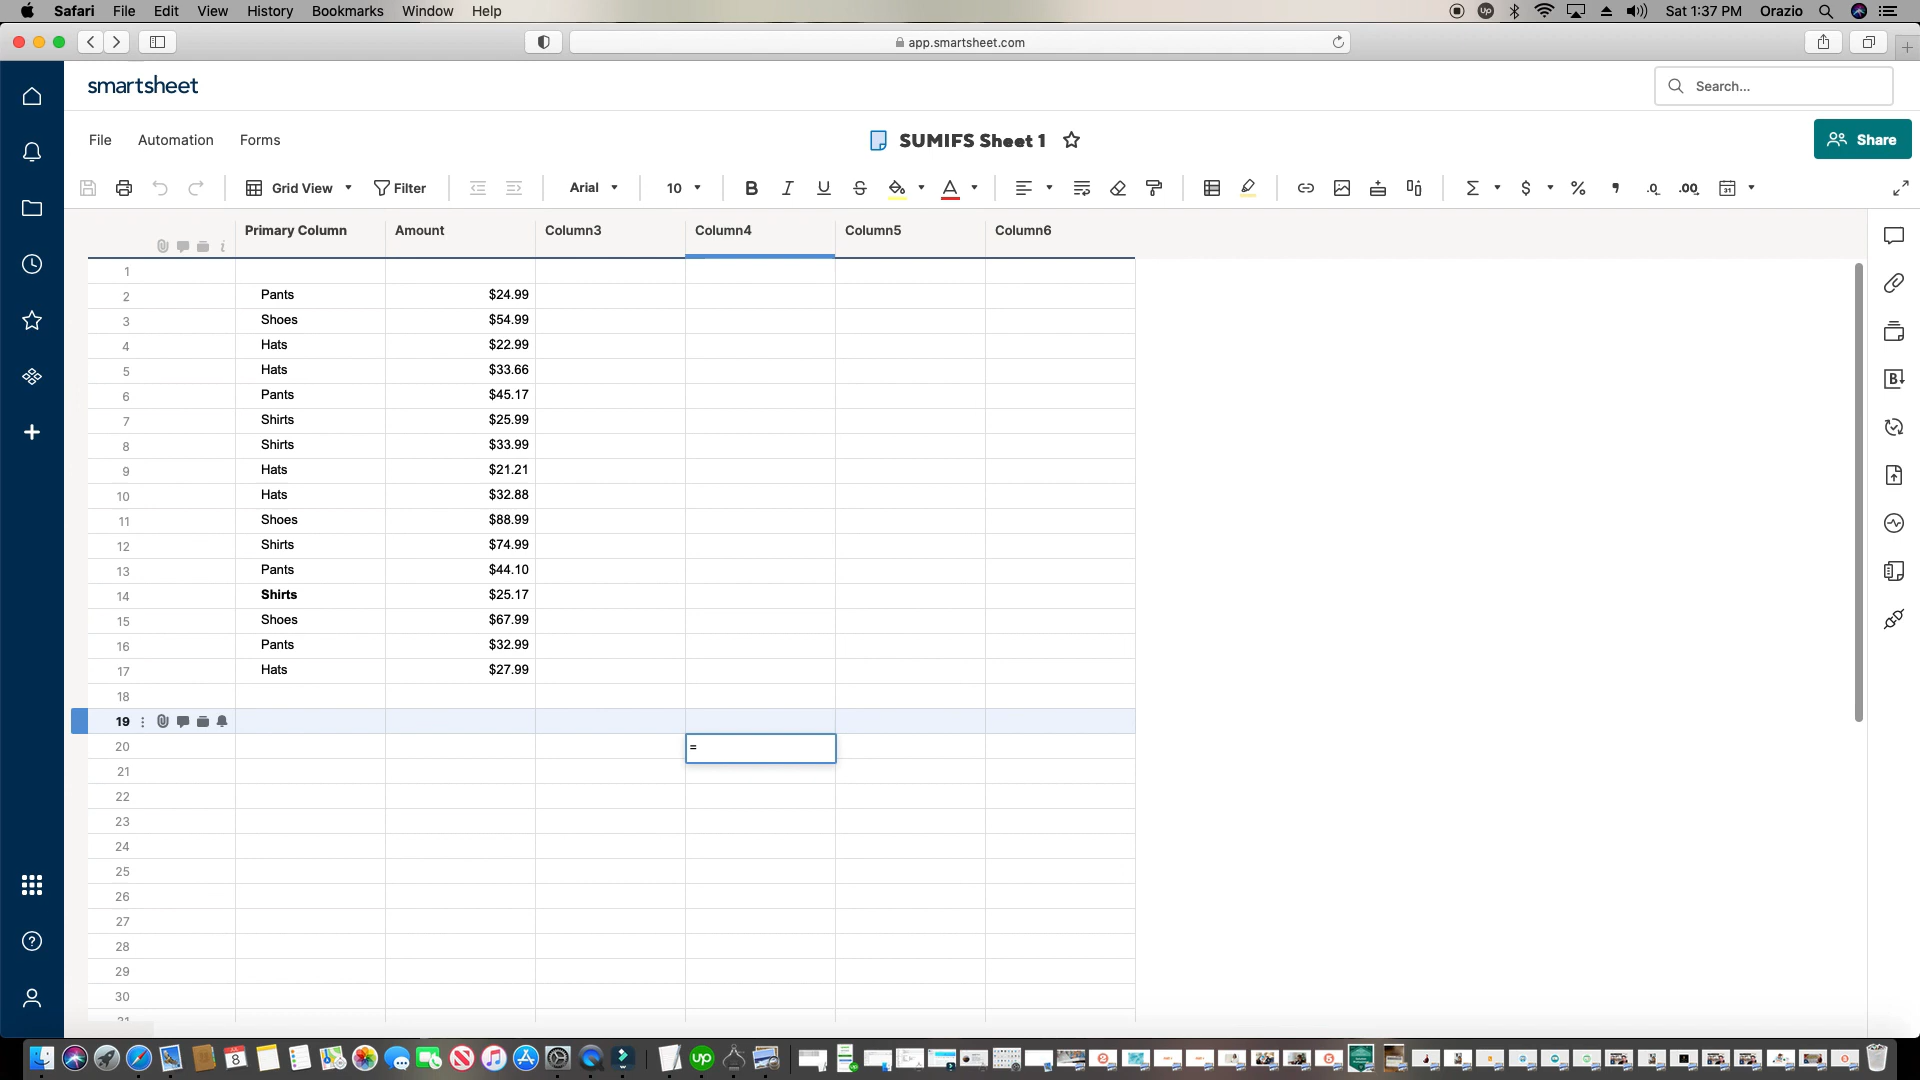 Safari File Edit View History Bookmarks Window Help
Sat 1:37 PM Orazio
app.smartsheet.com
smartsheet
Search...
File Automation Forms
SUMIFS Sheet 1
Share
Grid View Filter Arial 10 B I U S A Σ $ % , .0 .00
Primary Column Amount Column3 Column4 Column5 Column6
1
2 Pants $24.99
3 Shoes $54.99
4 Hats $22.99
5 Hats $33.66
6 Pants $45.17
7 Shirts $25.99
8 Shirts $33.99
9 Hats $21.21
10 Hats $32.88
11 Shoes $88.99
12 Shirts $74.99
13 Pants $44.10
14 Shirts $25.17
15 Shoes $67.99
16 Pants $32.99
17 Hats $27.99
18
19
20 =
21
22
23
24
25
26
27
28
29
30